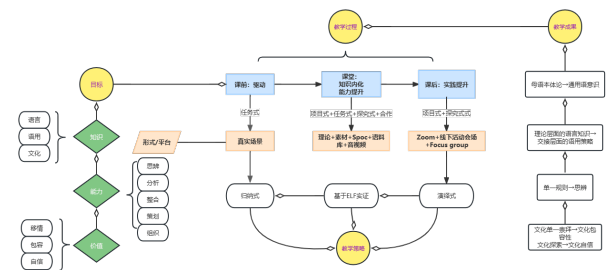 教学过程
教学成果
目标
课前：驱动
课堂：
知识内化
能力提升
课后：实践提升
母语本体论→通用语意识
语言
语用
文化
知识
任务式
项目式+任务式+探究式+合作
项目式+探究式式
形式/平台
真实场景
理论+素材+Spoc+语料
库+音视频
Zoom+线下活动会场
+Focus group
理论层面的语言知识→
交接层面的语用策略
思辨
分析
整合
策划
组织
能力
归纳式
基于ELF实证
演择式
单一规则→思辨
移情
包容
自信
价值
教学策略
文化单一表坪→文化包
容性
文化探索→文化自信